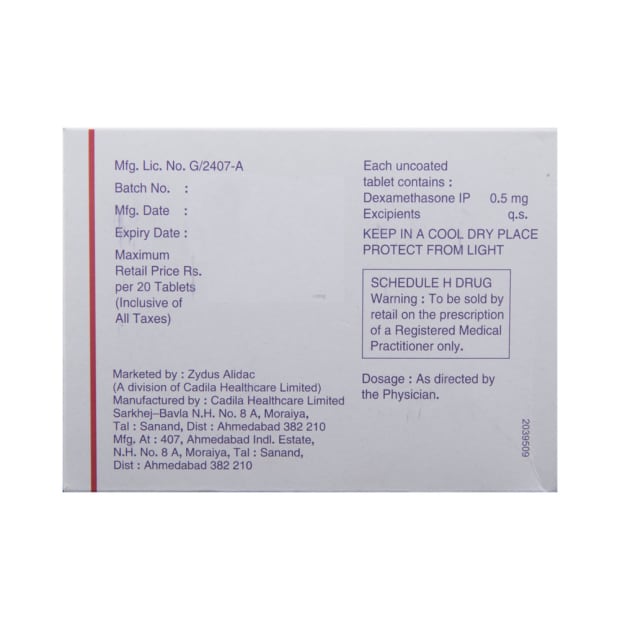 Mfg. Lic. No. G/2407-A
Batch No. :
Mfg. Date :
Expiry Date :
Maximum
Retail Price Rs.
per 20 Tablets
(Inclusive of
All Taxes)
Marketed by : Zydus Alidac
(A division of Cadila Healthcare Limited)
Manufactured by : Cadila Healthcare Limited
Sarkhej–Bavla N.H. No. 8 A, Moraiya,
Tal : Sanand, Dist : Ahmedabad 382 210
Mfg. At : 407, Ahmedabad Indl. Estate,
N.H. No. 8 A, Moraiya, Tal : Sanand,
Dist : Ahmedabad 382 210
Each uncoated
tablet contains :
Dexamethasone IP 0.5 mg
Excipients q.s.
KEEP IN A COOL DRY PLACE
PROTECT FROM LIGHT
SCHEDULE H DRUG
Warning : To be sold by
retail on the prescription
of a Registered Medical
Practitioner only.
Dosage : As directed by
the Physician.
2039509